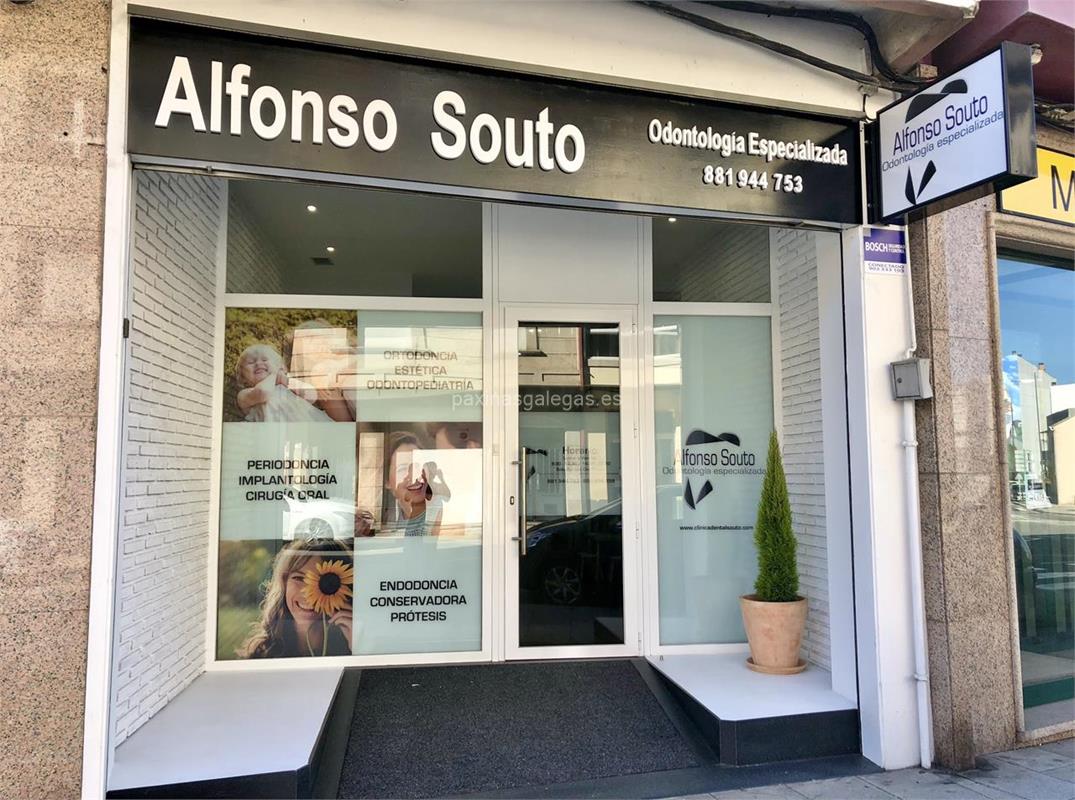 Alfonso Souto
Odontología Especializada
881 944 753
Alfonso Souto
Odontología especializada
M
BOSCH
CONECTADO
ORTODONCIA
ESTÉTICA
ODONTOPEDIATRÍA
paxinasgalegas.es
PERIODONCIA
IMPLANTOLOGÍA
CIRUGÍA ORAL
Horario
Alfonso Souto
Odontología especializada
www.clinicadentalsouto.com
ENDODONCIA
CONSERVADORA
PRÓTESIS